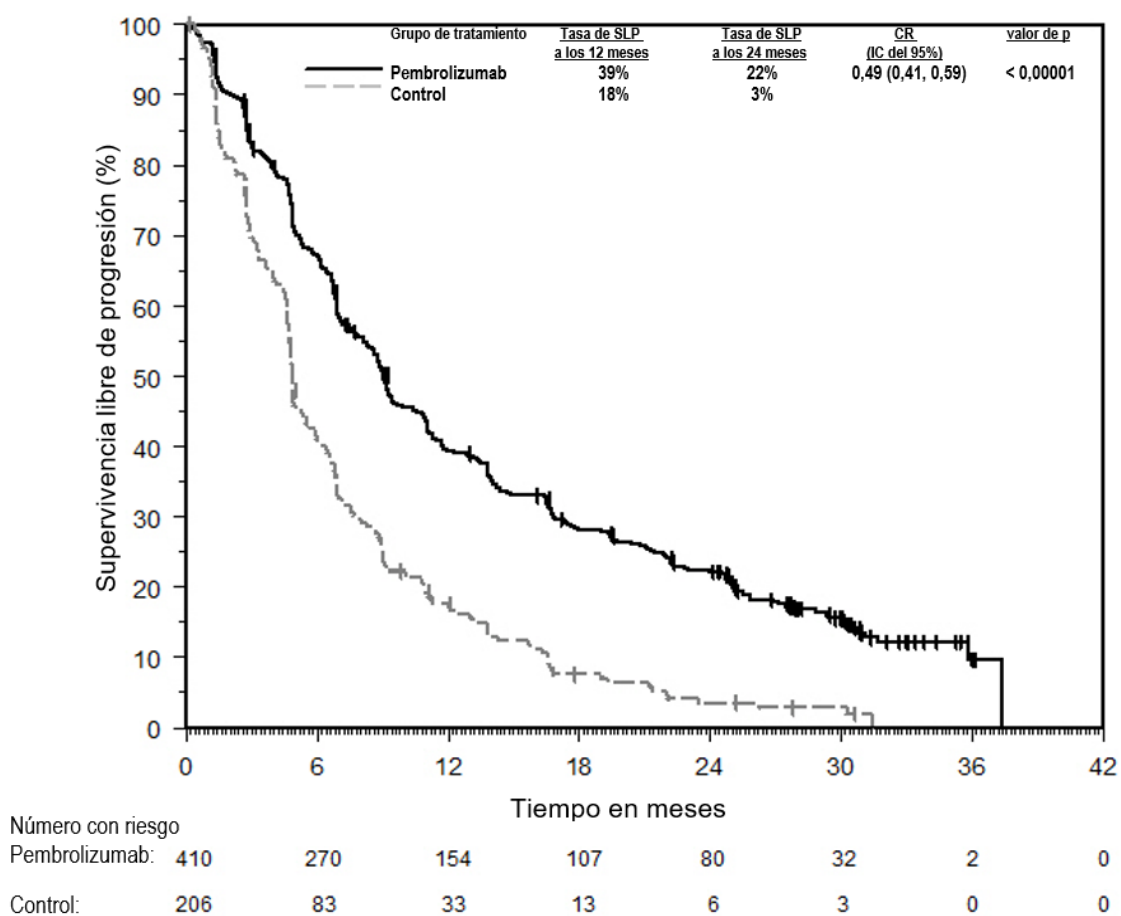 Grupo de tratamiento Tasa de SLP Tasa de SLP CR valor de p
a los 12 meses a los 24 meses (IC del 95%)
Pembrolizumab 39% 22% 0,49 (0,41, 0,59) < 0,00001
Control 18% 3%
Supervivencia libre de progresión (%)
100
90
80
70
60
50
40
30
20
10
0
0 6 12 18 24 30 36 42
Tiempo en meses
Número con riesgo
Pembrolizumab: 410 270 154 107 80 32 2 0
Control: 206 83 33 13 6 3 0 0